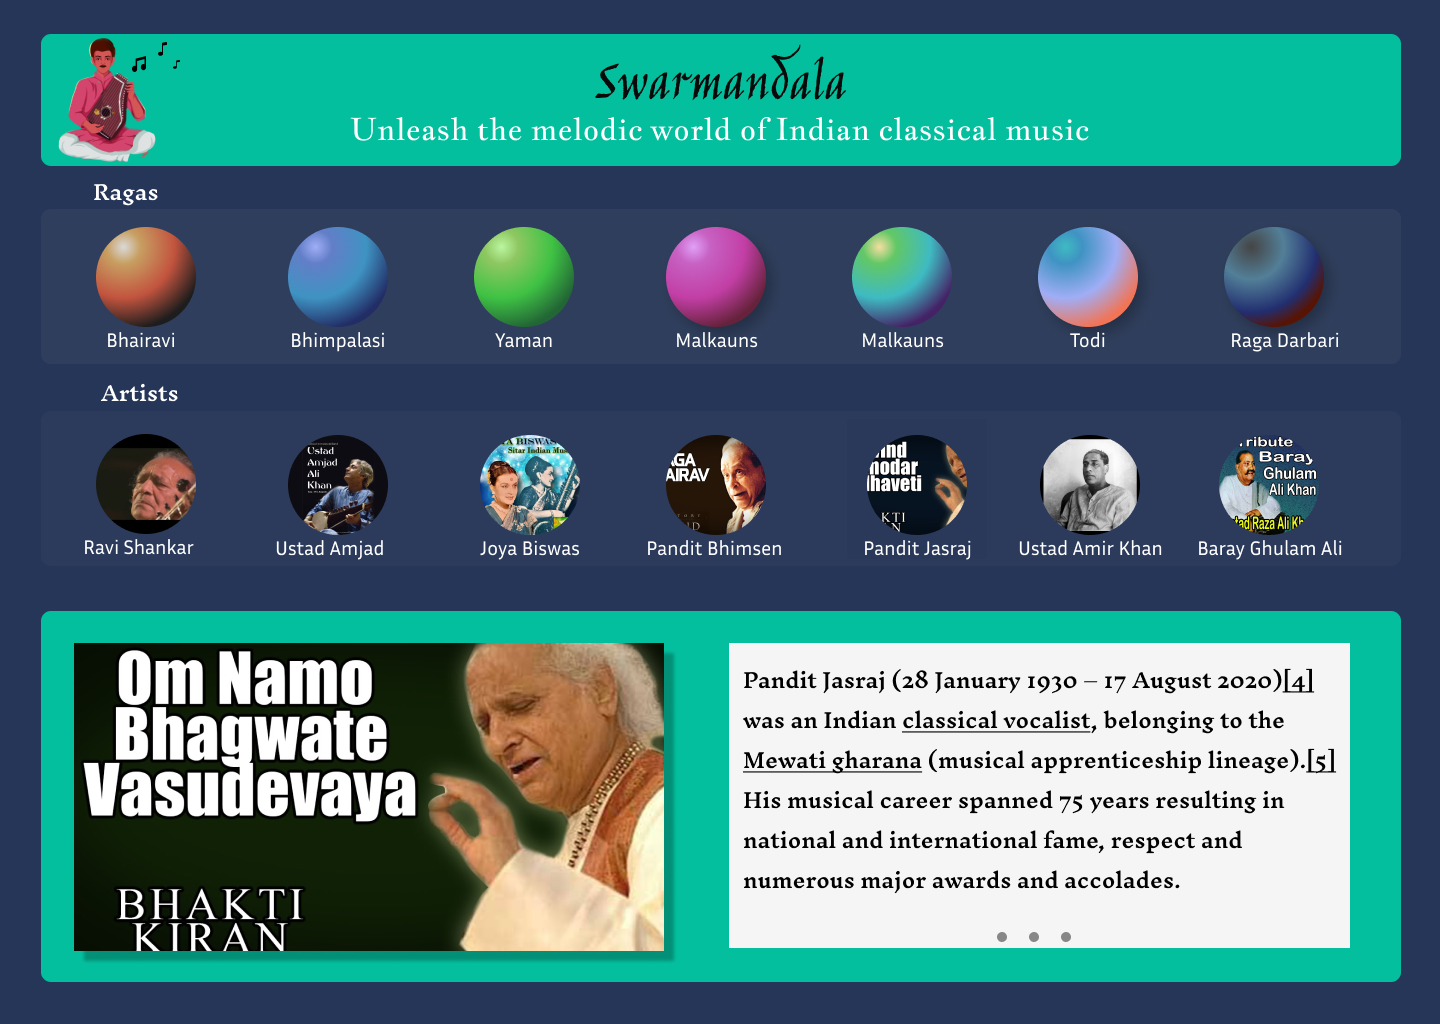 Swarmandala
Unleash the melodic world of Indian classical music
Ragas
Bhairavi
Bhimpalasi
Yaman
Malkauns
Malkauns
Todi
Raga Darbari
Artists
Ustad
Amjad
Ali
Khan
YA BISWAS
Sitar Indian Mus
GA
AIRAV
ind
modar
haveti
KTI
N
ribute
Baray
Ghulam
Ali Khan
ad Raza Ali Kh
Ravi Shankar
Ustad Amjad
Joya Biswas
Pandit Bhimsen
Pandit Jasraj
Ustad Amir Khan
Baray Ghulam Ali
Om Namo
Bhagwate
Vasudevaya
BHAKTI
KIRAN
Pandit Jasraj (28 January 1930 – 17 August 2020)[4]
was an Indian classical vocalist, belonging to the
Mewati gharana (musical apprenticeship lineage).[5]
His musical career spanned 75 years resulting in
national and international fame, respect and
numerous major awards and accolades.